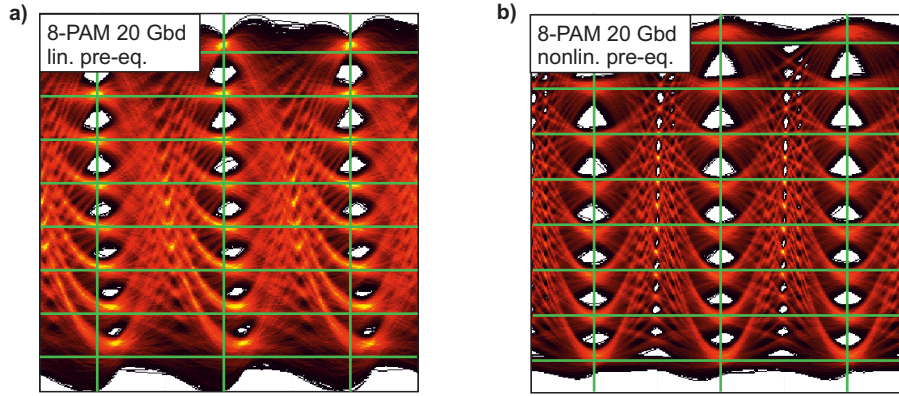 a)
8-PAM 20 Gbd
lin. pre-eq.
b)
8-PAM 20 Gbd
nonlin. pre-eq.